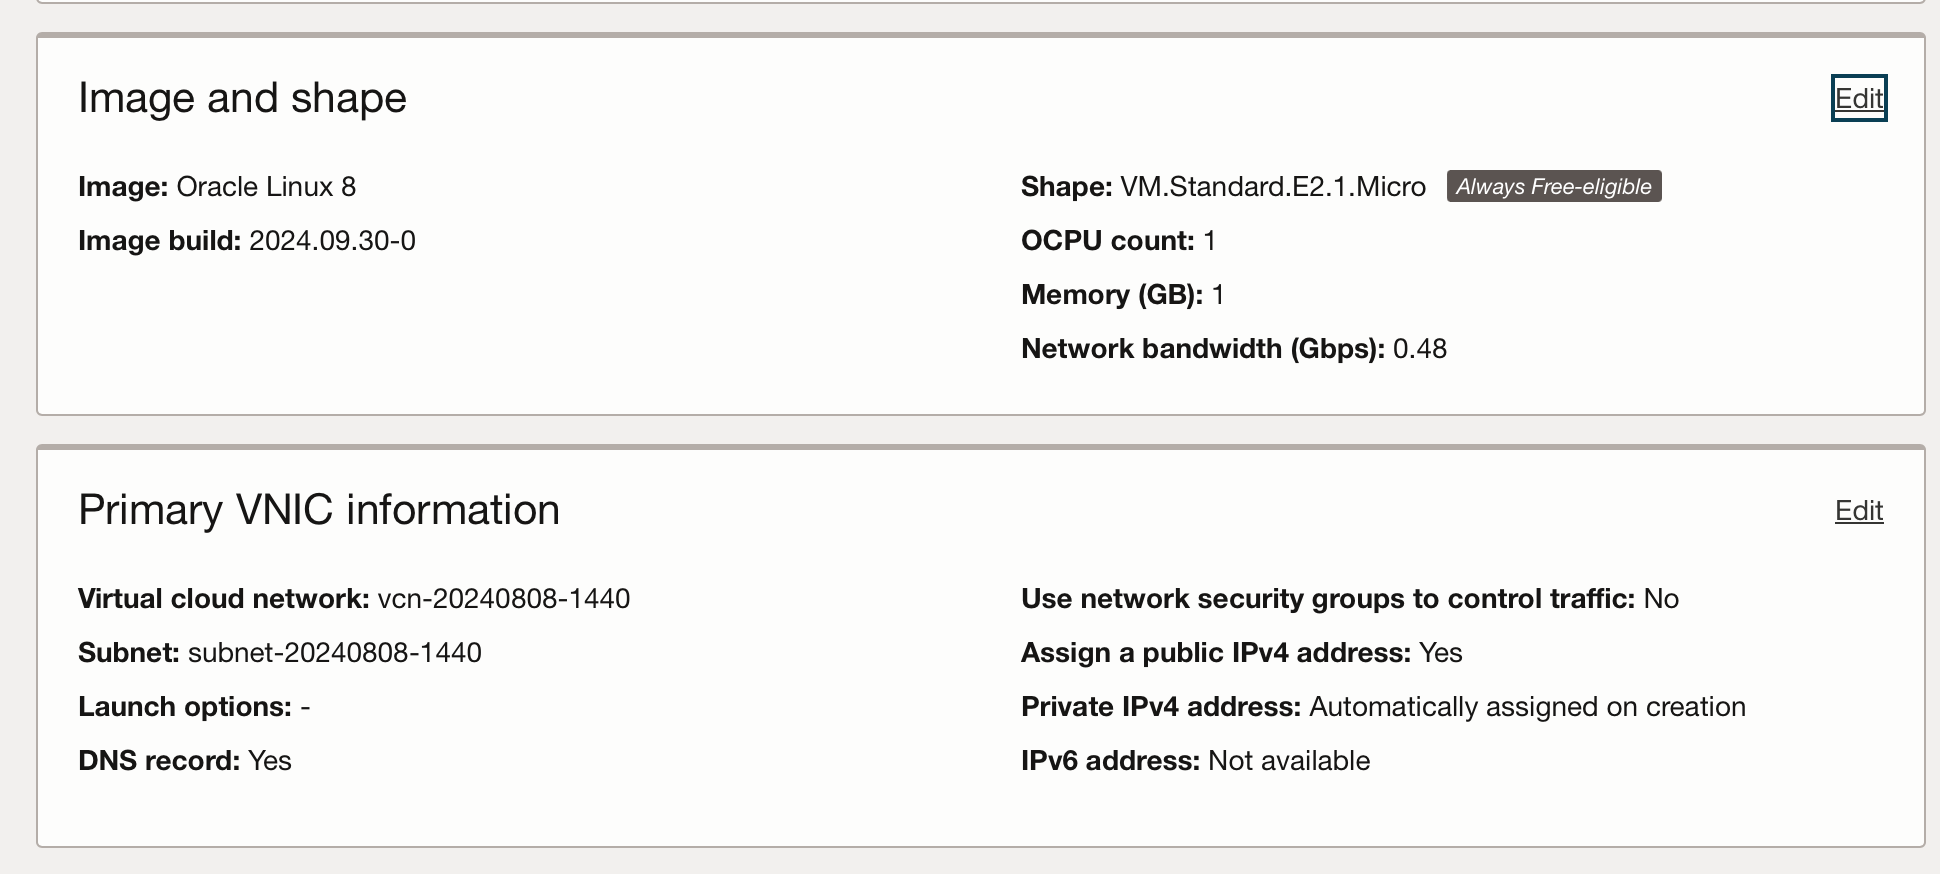 Image and shape
Edit
Image: Oracle Linux 8
Image build: 2024.09.30-0
Shape: VM.Standard.E2.1.Micro Always Free-eligible
OCPU count: 1
Memory (GB): 1
Network bandwidth (Gbps): 0.48
Primary VNIC information
Edit
Virtual cloud network: vcn-20240808-1440
Subnet: subnet-20240808-1440
Launch options: -
DNS record: Yes
Use network security groups to control traffic: No
Assign a public IPv4 address: Yes
Private IPv4 address: Automatically assigned on creation
IPv6 address: Not available